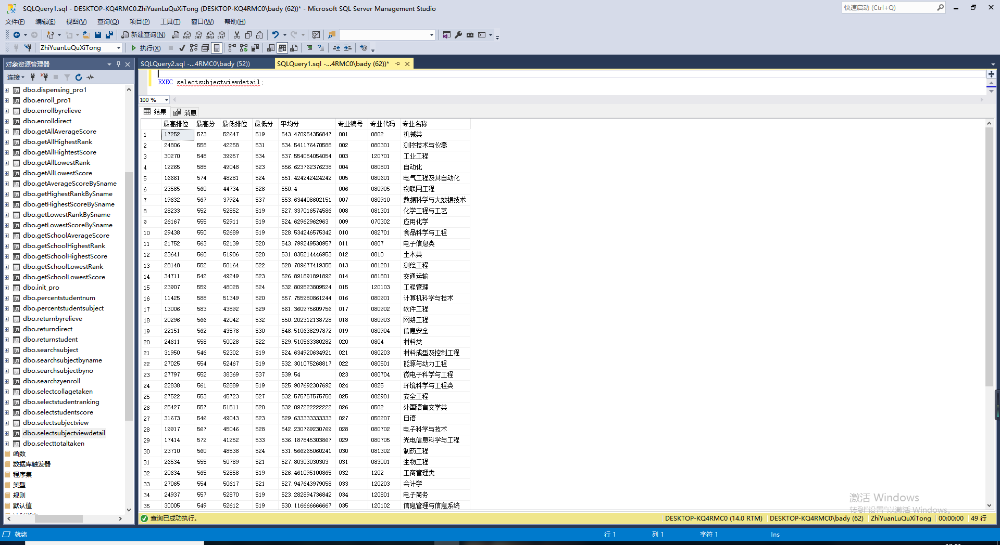 SQLQuery1.sql - DESKTOP-KQ4RMC0.ZhiYuanLuQuXiTong (DESKTOP-KQ4RMC0\bady (62))* - Microsoft SQL Server Management Studio
快速启动 (Ctrl+Q)
文件(F) 编辑(E) 视图(V) 查询(Q) 项目(P) 工具(T) 窗口(W) 帮助(H)
新建查询(N) MDX DMX XMLA DAX
ZhiYuanLuQuXiTong 执行(X)
对象资源管理器
连接
dbo.dispensing_pro1
dbo.enroll_pro1
dbo.enrollbyrelieve
dbo.enrolldirect
dbo.getAllAverageScore
dbo.getAllHighestRank
dbo.getAllHightestScore
dbo.getAllLowestRank
dbo.getAllLowestScore
dbo.getAverageScoreBySname
dbo.getHighestRankBySname
dbo.getHighestScoreBySname
dbo.getLowestRankBySname
dbo.getLowestScoreBySname
dbo.getSchoolAverageScore
dbo.getSchoolHighestRank
dbo.getSchoolHighestScore
dbo.getSchoolLowestRank
dbo.getSchoolLowestScore
dbo.init_pro
dbo.percentstudentnum
dbo.percentstudentsubject
dbo.returnbyrelieve
dbo.returndirect
dbo.returnstudent
dbo.searchsubject
dbo.searchsubjectbyname
dbo.searchsubjectbyno
dbo.searchzyenroll
dbo.selectcollagetaken
dbo.selectstudentranking
dbo.selectstudentscore
dbo.selectsubjectview
dbo.selectsubjectviewdetail
dbo.selecttotaltaken
函数
数据库触发器
程序集
类型
规则
默认值
SQLQuery2.sql -...4RMC0\bady (52))
SQLQuery1.sql -...4RMC0\bady (62))*
EXEC selectsubjectviewdetail;
100 %
结果 消息
最高排位 最高分 最低排位 最低分 平均分 专业编号 专业代码 专业名称
1 17252 573 52647 519 543.470954356847 001 0802 机械类
2 24806 558 42258 531 534.541176470588 002 080301 测控技术与仪器
3 30270 548 39957 534 537.554054054054 003 120701 工业工程
4 12265 585 49048 523 556.623762376238 004 080801 自动化
5 16661 574 48281 524 551.424242424242 005 080601 电气工程及其自动化
6 23585 560 44734 528 550.4 006 080905 物联网工程
7 19632 567 37924 537 553.634408602151 007 080910 数据科学与大数据技术
8 28233 552 52852 519 527.337016574586 008 081301 化学工程与工艺
9 26167 555 52911 519 524.62962962963 009 070302 应用化学
10 29438 550 52689 519 528.534246575342 010 082701 食品科学与工程
11 21752 563 52139 520 543.799249530957 011 0807 电子信息类
12 23641 560 51906 520 531.835214446953 012 0810 土木类
13 28148 552 50164 522 528.709677419355 013 081201 测绘工程
14 34711 542 49249 523 526.891891891892 014 081801 交通运输
15 23907 559 48028 524 532.809523809524 015 120103 工程管理
16 11425 588 51349 520 557.755980861244 016 080901 计算机科学与技术
17 13006 583 43892 529 561.360975609756 017 080902 软件工程
18 20296 566 42042 532 550.202312138728 018 080903 网络工程
19 22151 562 43576 530 548.510638297872 019 080904 信息安全
20 24611 558 50028 522 529.510563380282 020 0804 材料类
21 31950 546 52302 519 524.634920634921 021 080203 材料成型及控制工程
22 27025 554 52467 519 532.301075268817 022 080501 能源与动力工程
23 27797 552 38369 537 539.54 023 080704 微电子科学与工程
24 22838 561 52889 519 525.907692307692 024 0825 环境科学与工程类
25 27522 553 45723 527 532.575757575758 025 082901 安全工程
26 25427 557 51511 520 532.097222222222 026 0502 外国语言文学类
27 31673 546 49043 523 529.633333333333 027 050207 日语
28 19917 567 45046 528 542.230769230769 028 080702 电子科学与技术
29 17414 572 41252 533 536.187845303867 029 080705 光电信息科学与工程
30 23710 560 48538 524 531.566265060241 030 081302 制药工程
31 26534 555 50789 521 527.80303030303 031 083001 生物工程
32 20634 565 52858 519 526.461095100865 032 1202 工商管理类
33 27065 554 50617 521 527.947643979058 033 120203 会计学
34 24937 557 52870 519 523.282894736842 034 120801 电子商务
35 30005 549 52612 519 530.116666666667 035 120102 信息管理与信息系统
激活 Windows
转到"设置"以激活 Windows。
查询已成功执行。 DESKTOP-KQ4RMC0 (14.0 RTM) DESKTOP-KQ4RMC0\bady (62) ZhiYuanLuQuXiTong 00:00:00 49 行
就绪 行 1 列 1 字符 1 Ins